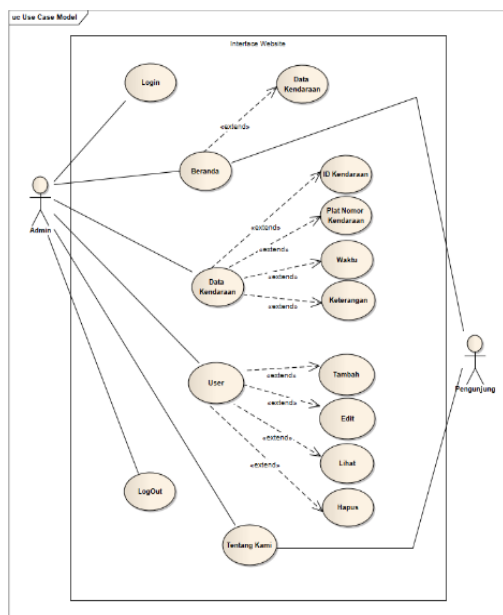 uc Use Case Model
Interface Website
Login
Data
Kendaraan
«extend»
Beranda
ID Kendaraan
Plat Nomor
Kendaraan
«extend»
«extend»
Admin
Waktu
«extend»
Data
Kendaraan
Keterangan
«extend»
User
«extend»
Tambah
Pengunjung
«extend»
Edit
«extend»
Lihat
«extend»
LogOut
Hapus
Tentang Kami